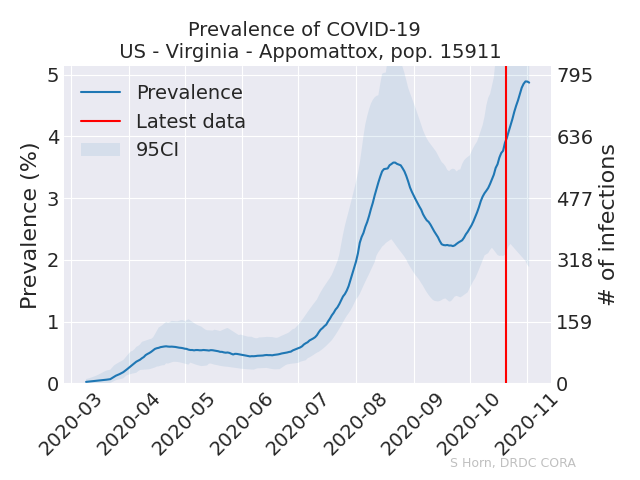 Prevalence of COVID-19
US - Virginia - Appomattox, pop. 15911
Prevalence
Latest data
95CI
Prevalence (%)
5
4
3
2
1
0
795
636
477
318
159
0
# of infections
2020-03
2020-04
2020-05
2020-06
2020-07
2020-08
2020-09
2020-10
2020-11
S Horn, DRDC CORA